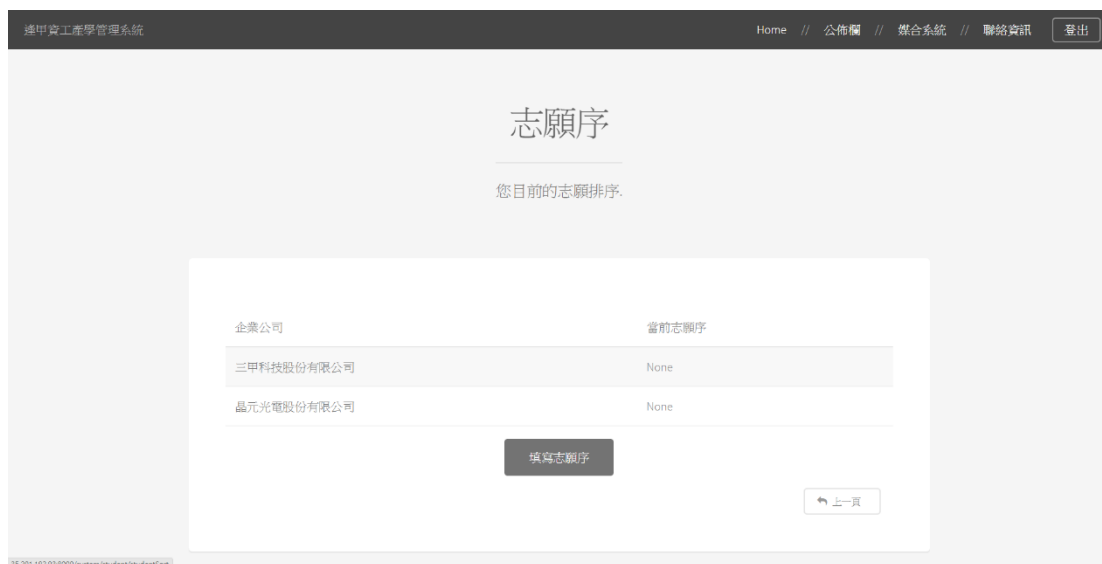 逢甲資工產學管理系統 Home // 公佈欄 // 媒合系統 // 聯絡資訊 登出
志願序
您目前的志願排序.
企業公司 當前志願序
三甲科技股份有限公司 None
晶元光電股份有限公司 None
填寫志願序
上一頁